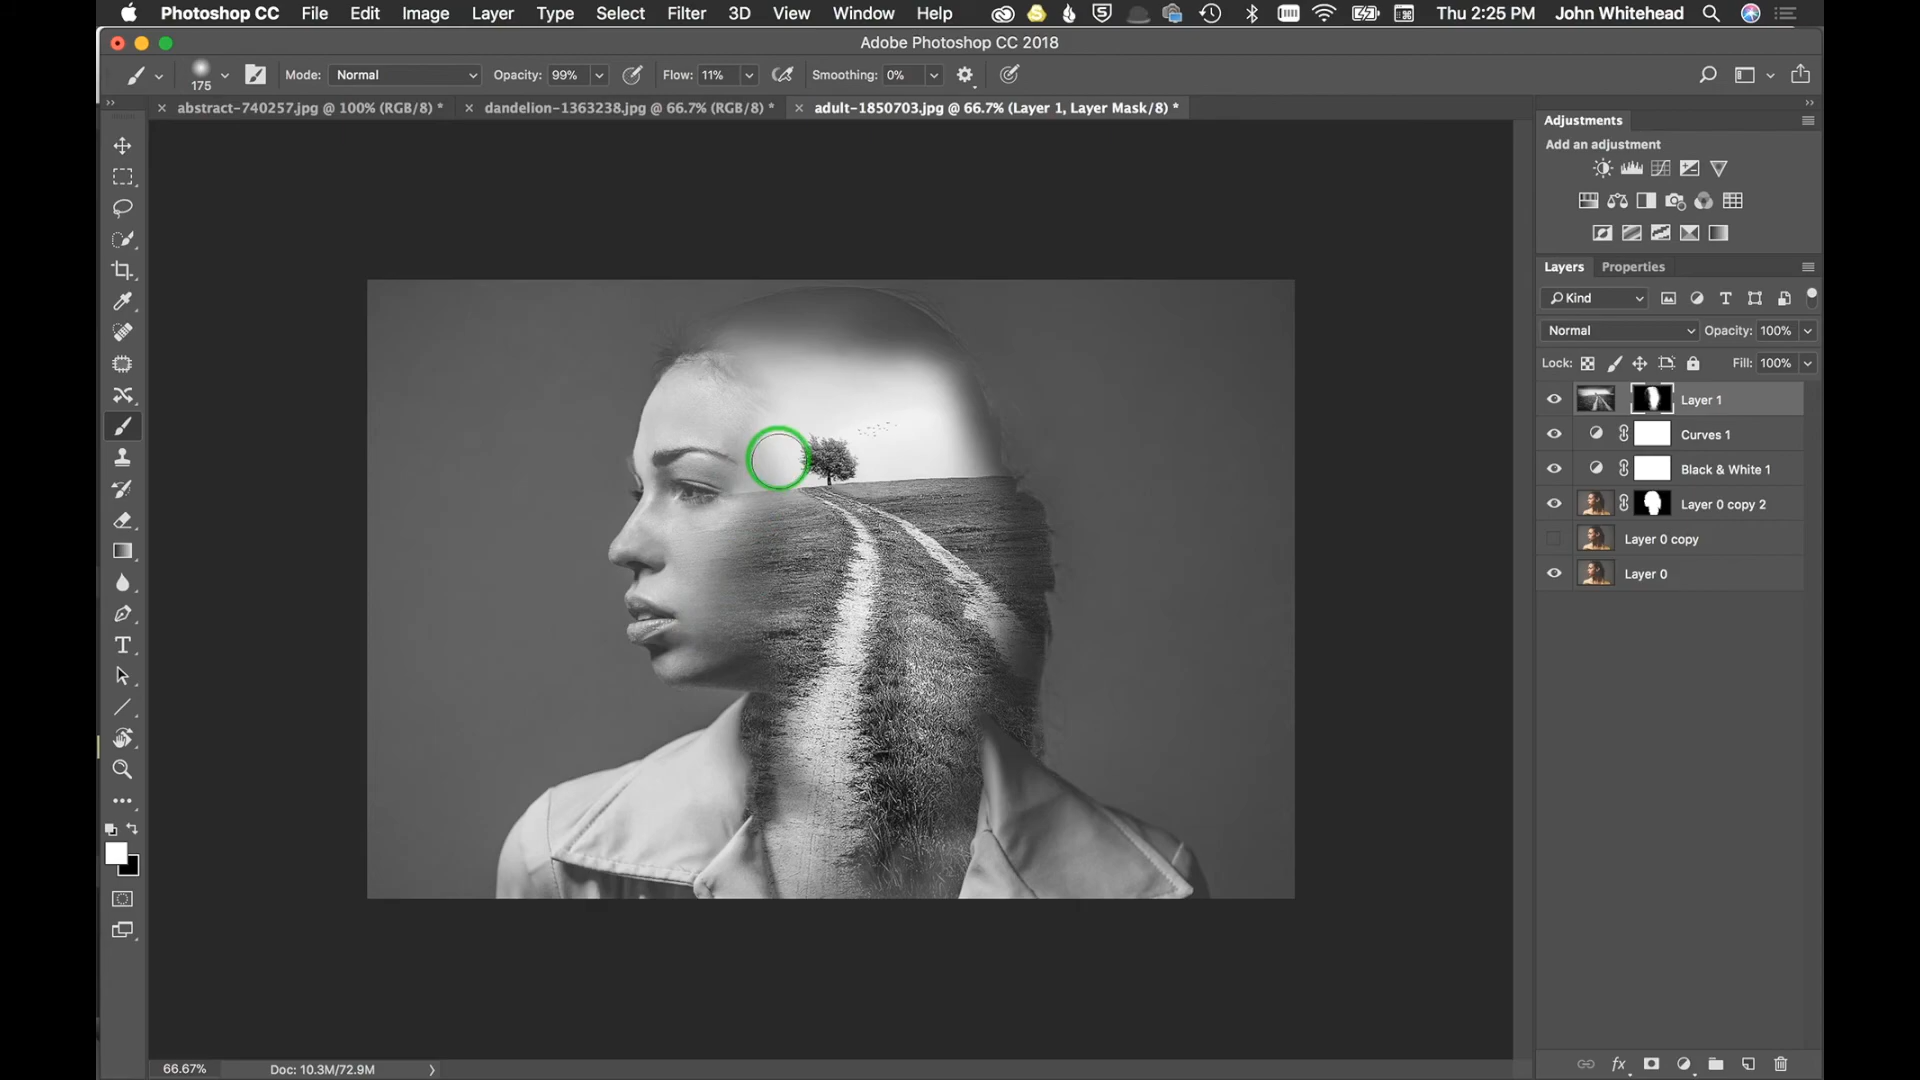 Photoshop CC File Edit Image Layer Type Select Filter 3D View Window Help Thu 2:25 PM John Whitehead
Adobe Photoshop CC 2018
175 Mode: Normal Opacity: 99% Flow: 11% Smoothing: 0%
abstract-740257.jpg @ 100% (RGB/8) * dandelion-1363238.jpg @ 66.7% (RGB/8) * adult-1850703.jpg @ 66.7% (Layer 1, Layer Mask/8) *
Adjustments
Add an adjustment
Layers Properties
Kind
Normal Opacity: 100%
Lock: Fill: 100%
Layer 1
Curves 1
Black & White 1
Layer 0 copy 2
Layer 0 copy
Layer 0
66.67% Doc: 10.3M/72.9M